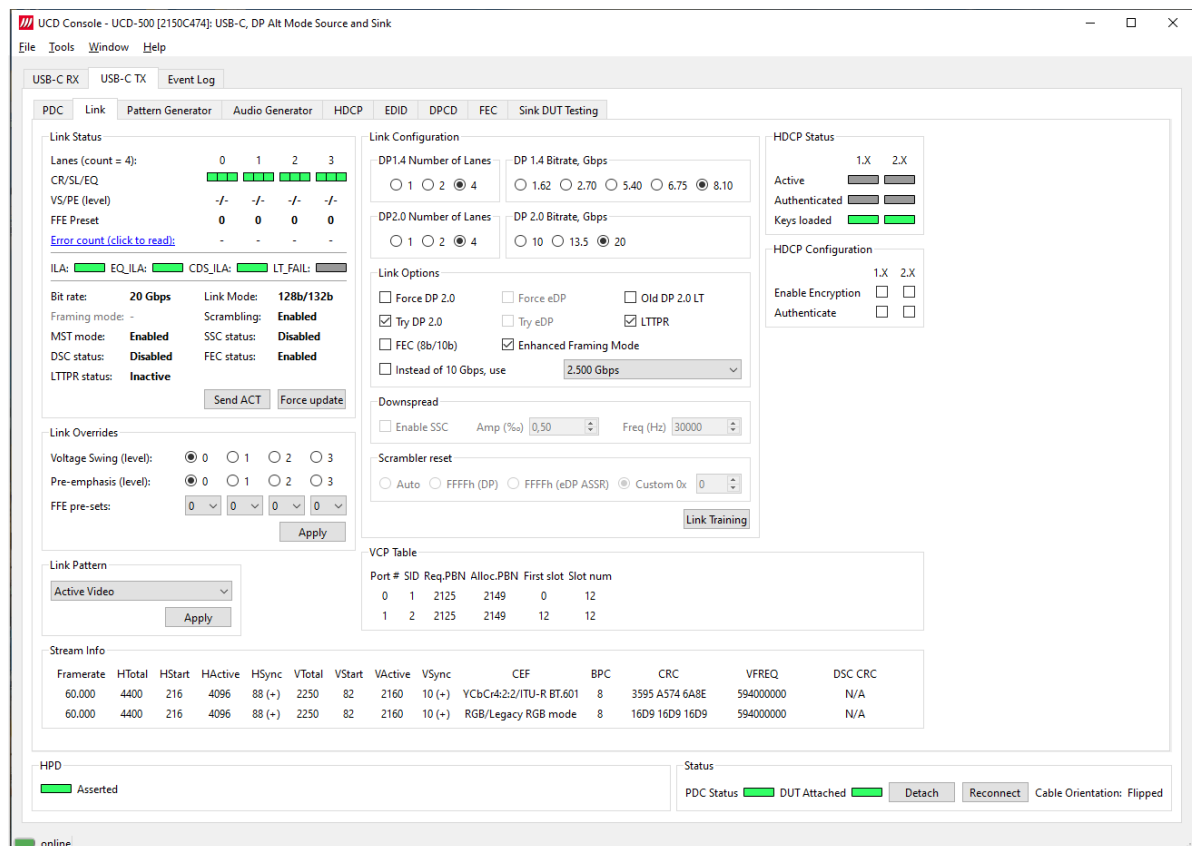 UCD Console - UCD-500 [2150C474]: USB-C, DP Alt Mode Source and Sink
File Tools Window Help
USB-C RX USB-C TX Event Log
PDC Link Pattern Generator Audio Generator HDCP EDID DPCD FEC Sink DUT Testing
Link Status
Lanes (count = 4): 0 1 2 3
CR/SL/EQ
VS/PE (level) -/- -/- -/- -/-
FFE Preset 0 0 0 0
Error count (click to read): - - - -
ILA: EQ_ILA: CDS_ILA: LT_FAIL:
Bit rate: 20 Gbps Link Mode: 128b/132b
Framing mode: - Scrambling: Enabled
MST mode: Enabled SSC status: Disabled
DSC status: Disabled FEC status: Enabled
LTTPR status: Inactive
Send ACT Force update
Link Overrides
Voltage Swing (level): 0 1 2 3
Pre-emphasis (level): 0 1 2 3
FFE pre-sets: 0 0 0 0
Apply
Link Pattern
Active Video
Apply
Link Configuration
DP1.4 Number of Lanes DP 1.4 Bitrate, Gbps
1 2 4 1.62 2.70 5.40 6.75 8.10
DP2.0 Number of Lanes DP 2.0 Bitrate, Gbps
1 2 4 10 13.5 20
Link Options
Force DP 2.0 Force eDP Old DP 2.0 LT
Try DP 2.0 Try eDP LTTPR
FEC (8b/10b) Enhanced Framing Mode
Instead of 10 Gbps, use 2.500 Gbps
Downspread
Enable SSC Amp (‰) 0,50 Freq (Hz) 30000
Scrambler reset
Auto FFFFh (DP) FFFFh (eDP ASSR) Custom 0x 0
Link Training
HDCP Status
1.X 2.X
Active
Authenticated
Keys loaded
HDCP Configuration
1.X 2.X
Enable Encryption
Authenticate
VCP Table
Port # SID Req.PBN Alloc.PBN First slot Slot num
0 1 2125 2149 0 12
1 2 2125 2149 12 12
Stream Info
Framerate HTotal HStart HActive HSync VTotal VStart VActive VSync CEF BPC CRC VFREQ DSC CRC
60.000 4400 216 4096 88 (+) 2250 82 2160 10 (+) YCbCr4:2:2/ITU-R BT.601 8 3595 A574 6A8E 594000000 N/A
60.000 4400 216 4096 88 (+) 2250 82 2160 10 (+) RGB/Legacy RGB mode 8 16D9 16D9 16D9 594000000 N/A
HPD
Asserted
Status
PDC Status DUT Attached Detach Reconnect Cable Orientation: Flipped
online